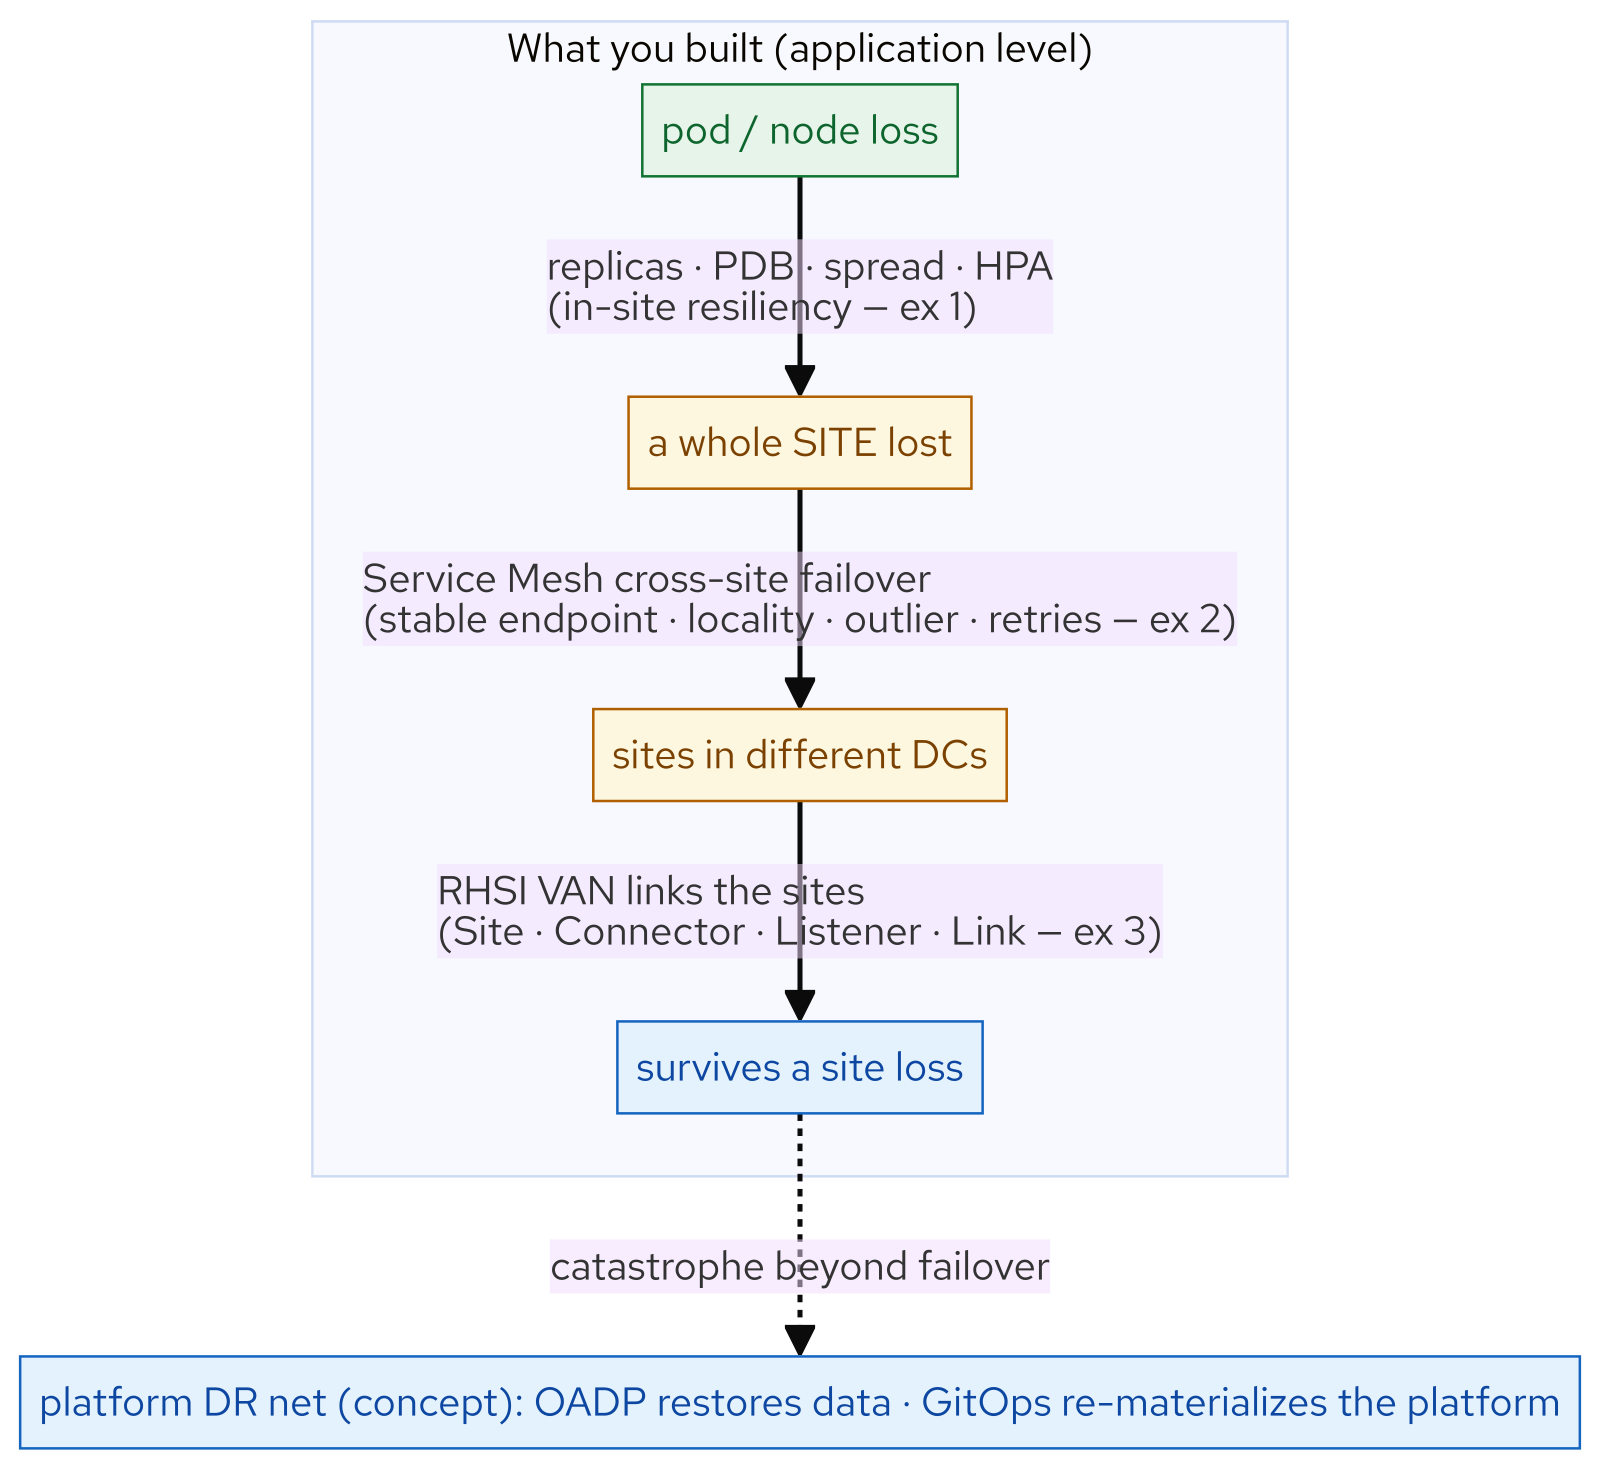 What you built (application level)
pod / node loss
replicas · PDB · spread · HPA
(in-site resiliency – ex 1)
a whole SITE lost
Service Mesh cross-site failover
(stable endpoint · locality · outlier · retries – ex 2)
sites in different DCs
RHSI VAN links the sites
(Site · Connector · Listener · Link – ex 3)
survives a site loss
catastrophe beyond failover
platform DR net (concept): OADP restores data · GitOps re-materializes the platform